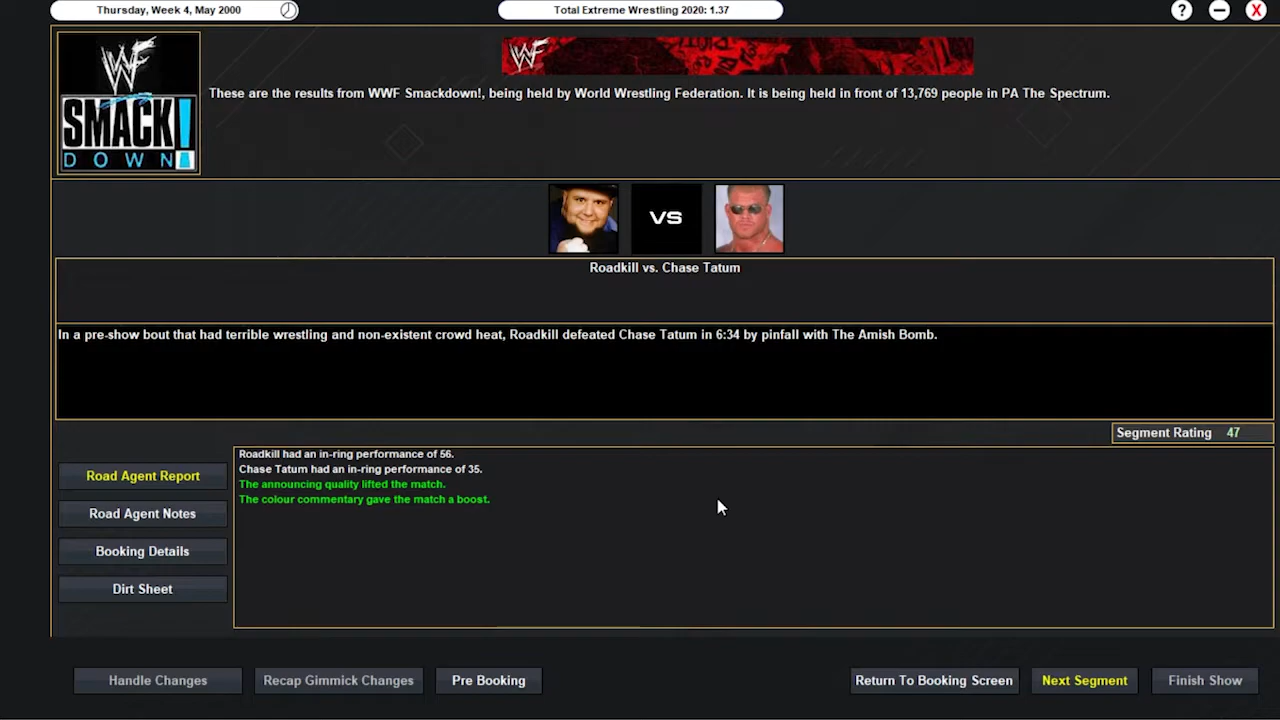 Thursday, Week 4, May 2000
Total Extreme Wrestling 2020: 1.37
?
X
WF
SMACK
DOWN!
WF
These are the results from WWF Smackdown!, being held by World Wrestling Federation. It is being held in front of 13,769 people in PA The Spectrum.
VS
Roadkill vs. Chase Tatum
In a pre-show bout that had terrible wrestling and non-existent crowd heat, Roadkill defeated Chase Tatum in 6:34 by pinfall with The Amish Bomb.
Segment Rating 47
Road Agent Report
Road Agent Notes
Booking Details
Dirt Sheet
Roadkill had an in-ring performance of 56.
Chase Tatum had an in-ring performance of 35.
The announcing quality lifted the match.
The colour commentary gave the match a boost.
Handle Changes
Recap Gimmick Changes
Pre Booking
Return To Booking Screen
Next Segment
Finish Show